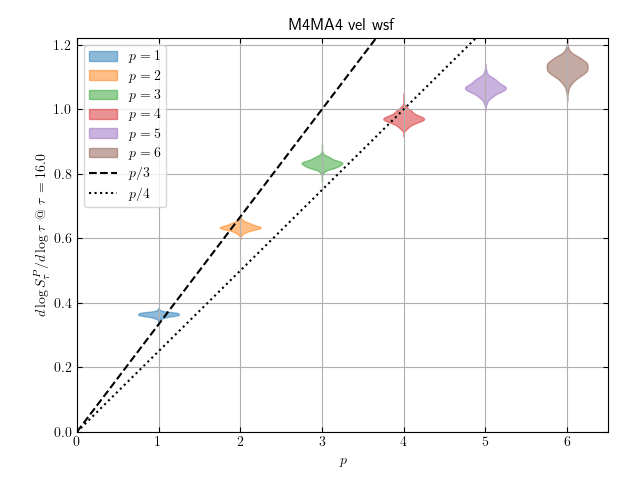 M4MA4 vel wsf
1.2
1.0
0.8
0.6
0.4
0.2
0.0
d log S_τ^P / d log τ @ τ = 16.0
p = 1
p = 2
p = 3
p = 4
p = 5
p = 6
p/3
p/4
0 1 2 3 4 5 6
p